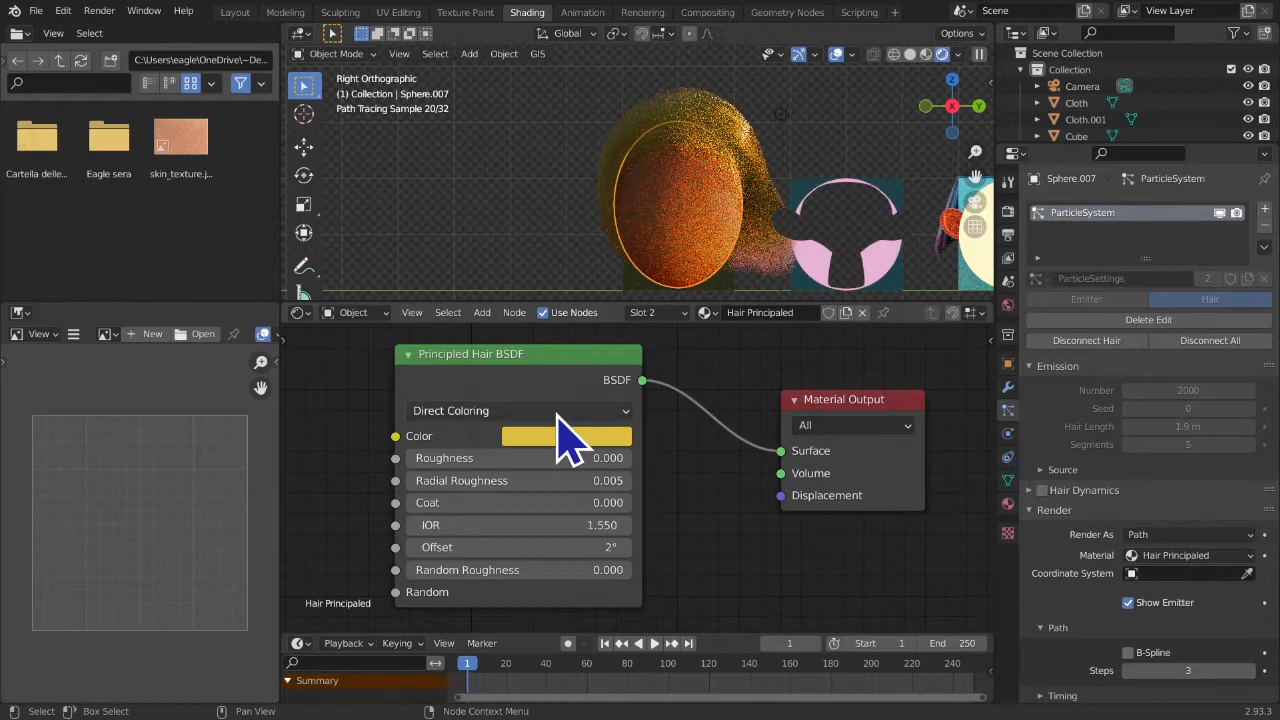 File Edit Render Window Help Layout Modeling Sculpting UV Editing Texture Paint Shading Animation Rendering Compositing Geometry Nodes Scripting + Scene View Layer
View Select
Global
Options
C:\Users\eagle\OneDrive\~De...
Object Mode View Select Add Object GIS
Cartella delle... Eagle sera skin_texture.j...
Right Orthographic
(1) Collection | Sphere.007
Path Tracing Sample 20/32
Z
X
Y
Scene Collection
Collection
Camera
Cloth
Cloth.001
Cube
Sphere.007 ParticleSystem
ParticleSystem
ParticleSettings 2
Emitter Hair
Delete Edit
Disconnect Hair Disconnect All
Emission
Number 2000
Seed 0
Hair Length 1.9 m
Segments 5
Source
Hair Dynamics
Render
Render As Path
Material Hair Principaled
Coordinate System
Show Emitter
Path
B-Spline
Steps 3
Timing
View New Open
Object View Select Add Node Use Nodes Slot 2 Hair Principaled
Principled Hair BSDF
BSDF
Direct Coloring
Color
Roughness 0.000
Radial Roughness 0.005
Coat 0.000
IOR 1.550
Offset 2°
Random Roughness 0.000
Random
Material Output
All
Surface
Volume
Displacement
Hair Principaled
Playback Keying View Marker 1 Start 1 End 250
1 20 40 60 80 100 120 140 160 180 200 220 240
Summary
Select Box Select Pan View Node Context Menu 2.93.3